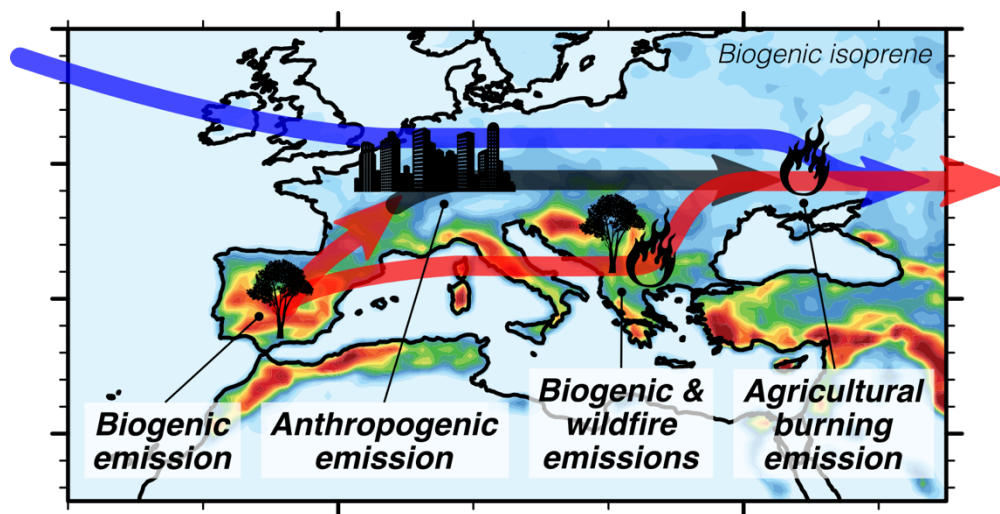 Biogenic isoprene
Biogenic
emission
Anthropogenic
emission
Biogenic &
wildfire
emissions
Agricultural
burning
emission